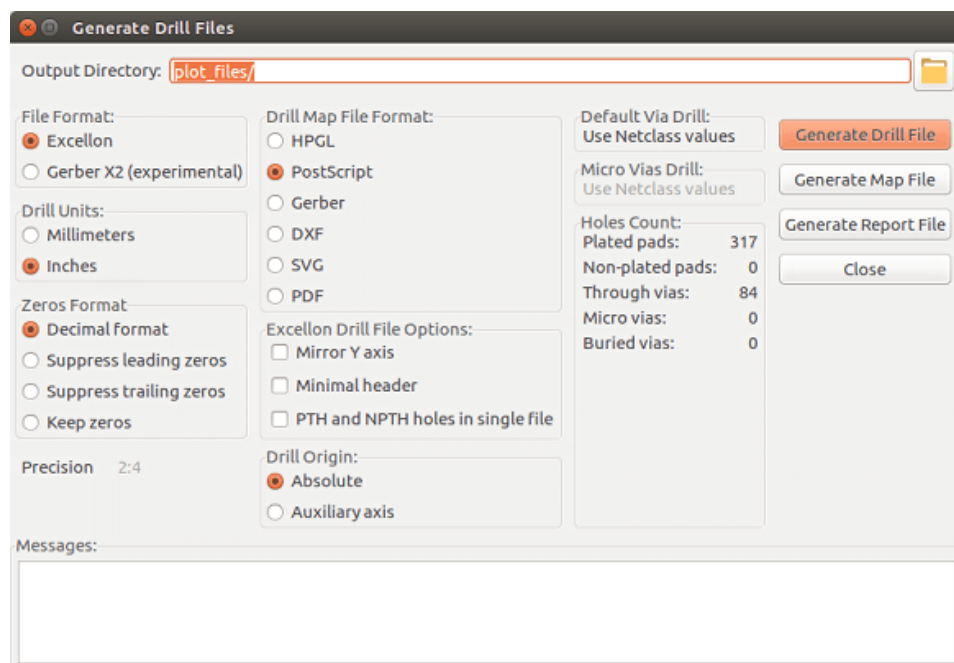 Generate Drill Files
Output Directory: plot_files/
File Format:
Excellon
Gerber X2 (experimental)
Drill Units:
Millimeters
Inches
Zeros Format
Decimal format
Suppress leading zeros
Suppress trailing zeros
Keep zeros
Precision 2:4
Drill Map File Format:
HPGL
PostScript
Gerber
DXF
SVG
PDF
Excellon Drill File Options:
Mirror Y axis
Minimal header
PTH and NPTH holes in single file
Drill Origin:
Absolute
Auxiliary axis
Default Via Drill:
Use Netclass values
Micro Vias Drill:
Use Netclass values
Holes Count:
Plated pads: 317
Non-plated pads: 0
Through vias: 84
Micro vias: 0
Buried vias: 0
Generate Drill File
Generate Map File
Generate Report File
Close
Messages: